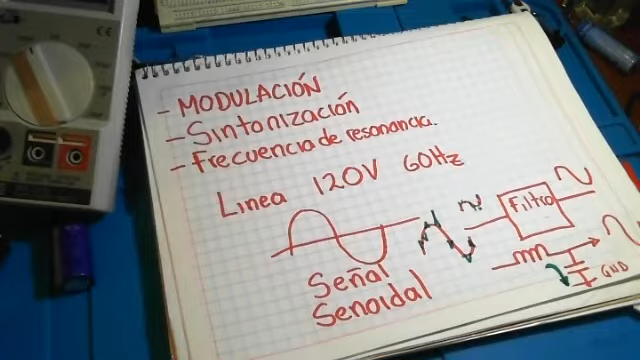 - MODULACIÓN
- Sintonización
- Frecuencia de resonancia.
Linea 120V 60Hz
Filtro
Señal
Senoidal
GND